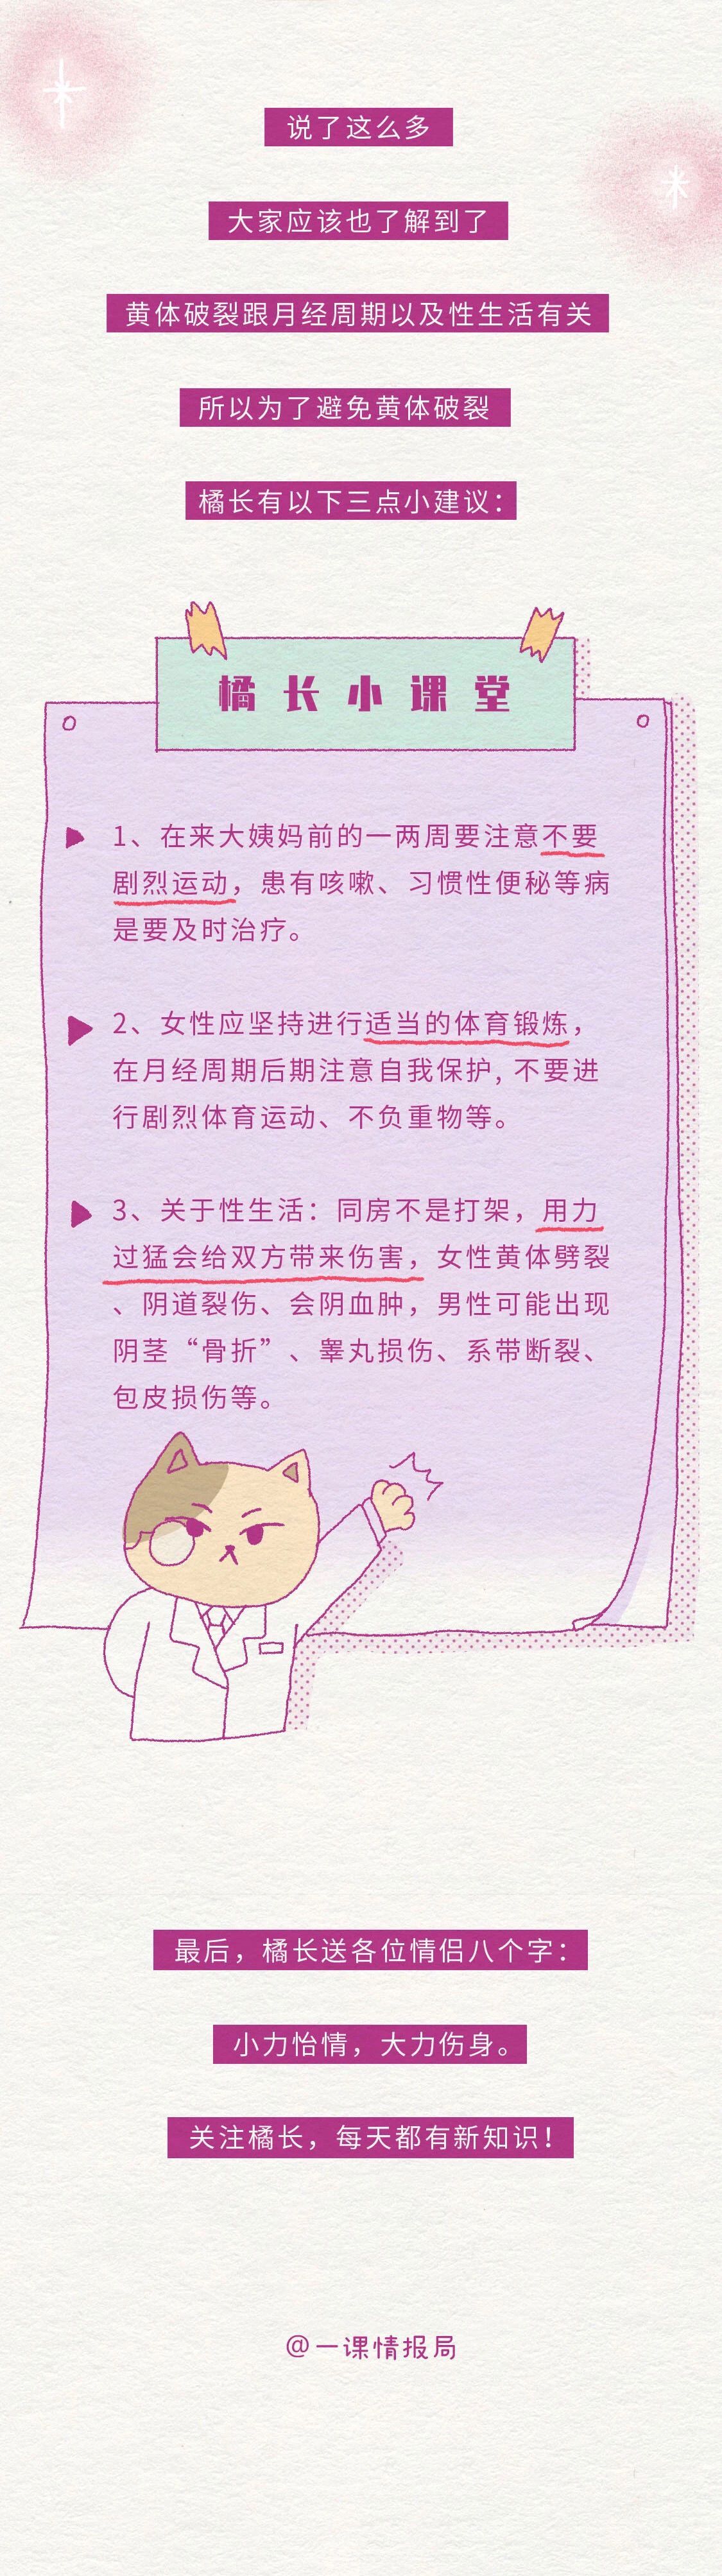 说了这么多
大家应该也了解到了
黄体破裂跟月经周期以及性生活有关
所以为了避免黄体破裂
橘长有以下三点小建议：
橘长小课堂
1、在来大姨妈前的一两周要注意不要
剧烈运动，患有咳嗽、习惯性便秘等病
是要及时治疗。
2、女性应坚持进行适当的体育锻炼，
在月经周期后期注意自我保护，不要进
行剧烈体育运动、不负重物等。
3、关于性生活：同房不是打架，用力
过猛会给双方带来伤害，女性黄体劈裂
、阴道裂伤、会阴血肿，男性可能出现
阴茎“骨折”、睾丸损伤、系带断裂、
包皮损伤等。
最后，橘长送各位情侣八个字：
小力怡情，大力伤身。
关注橘长，每天都有新知识！
@一课情报局